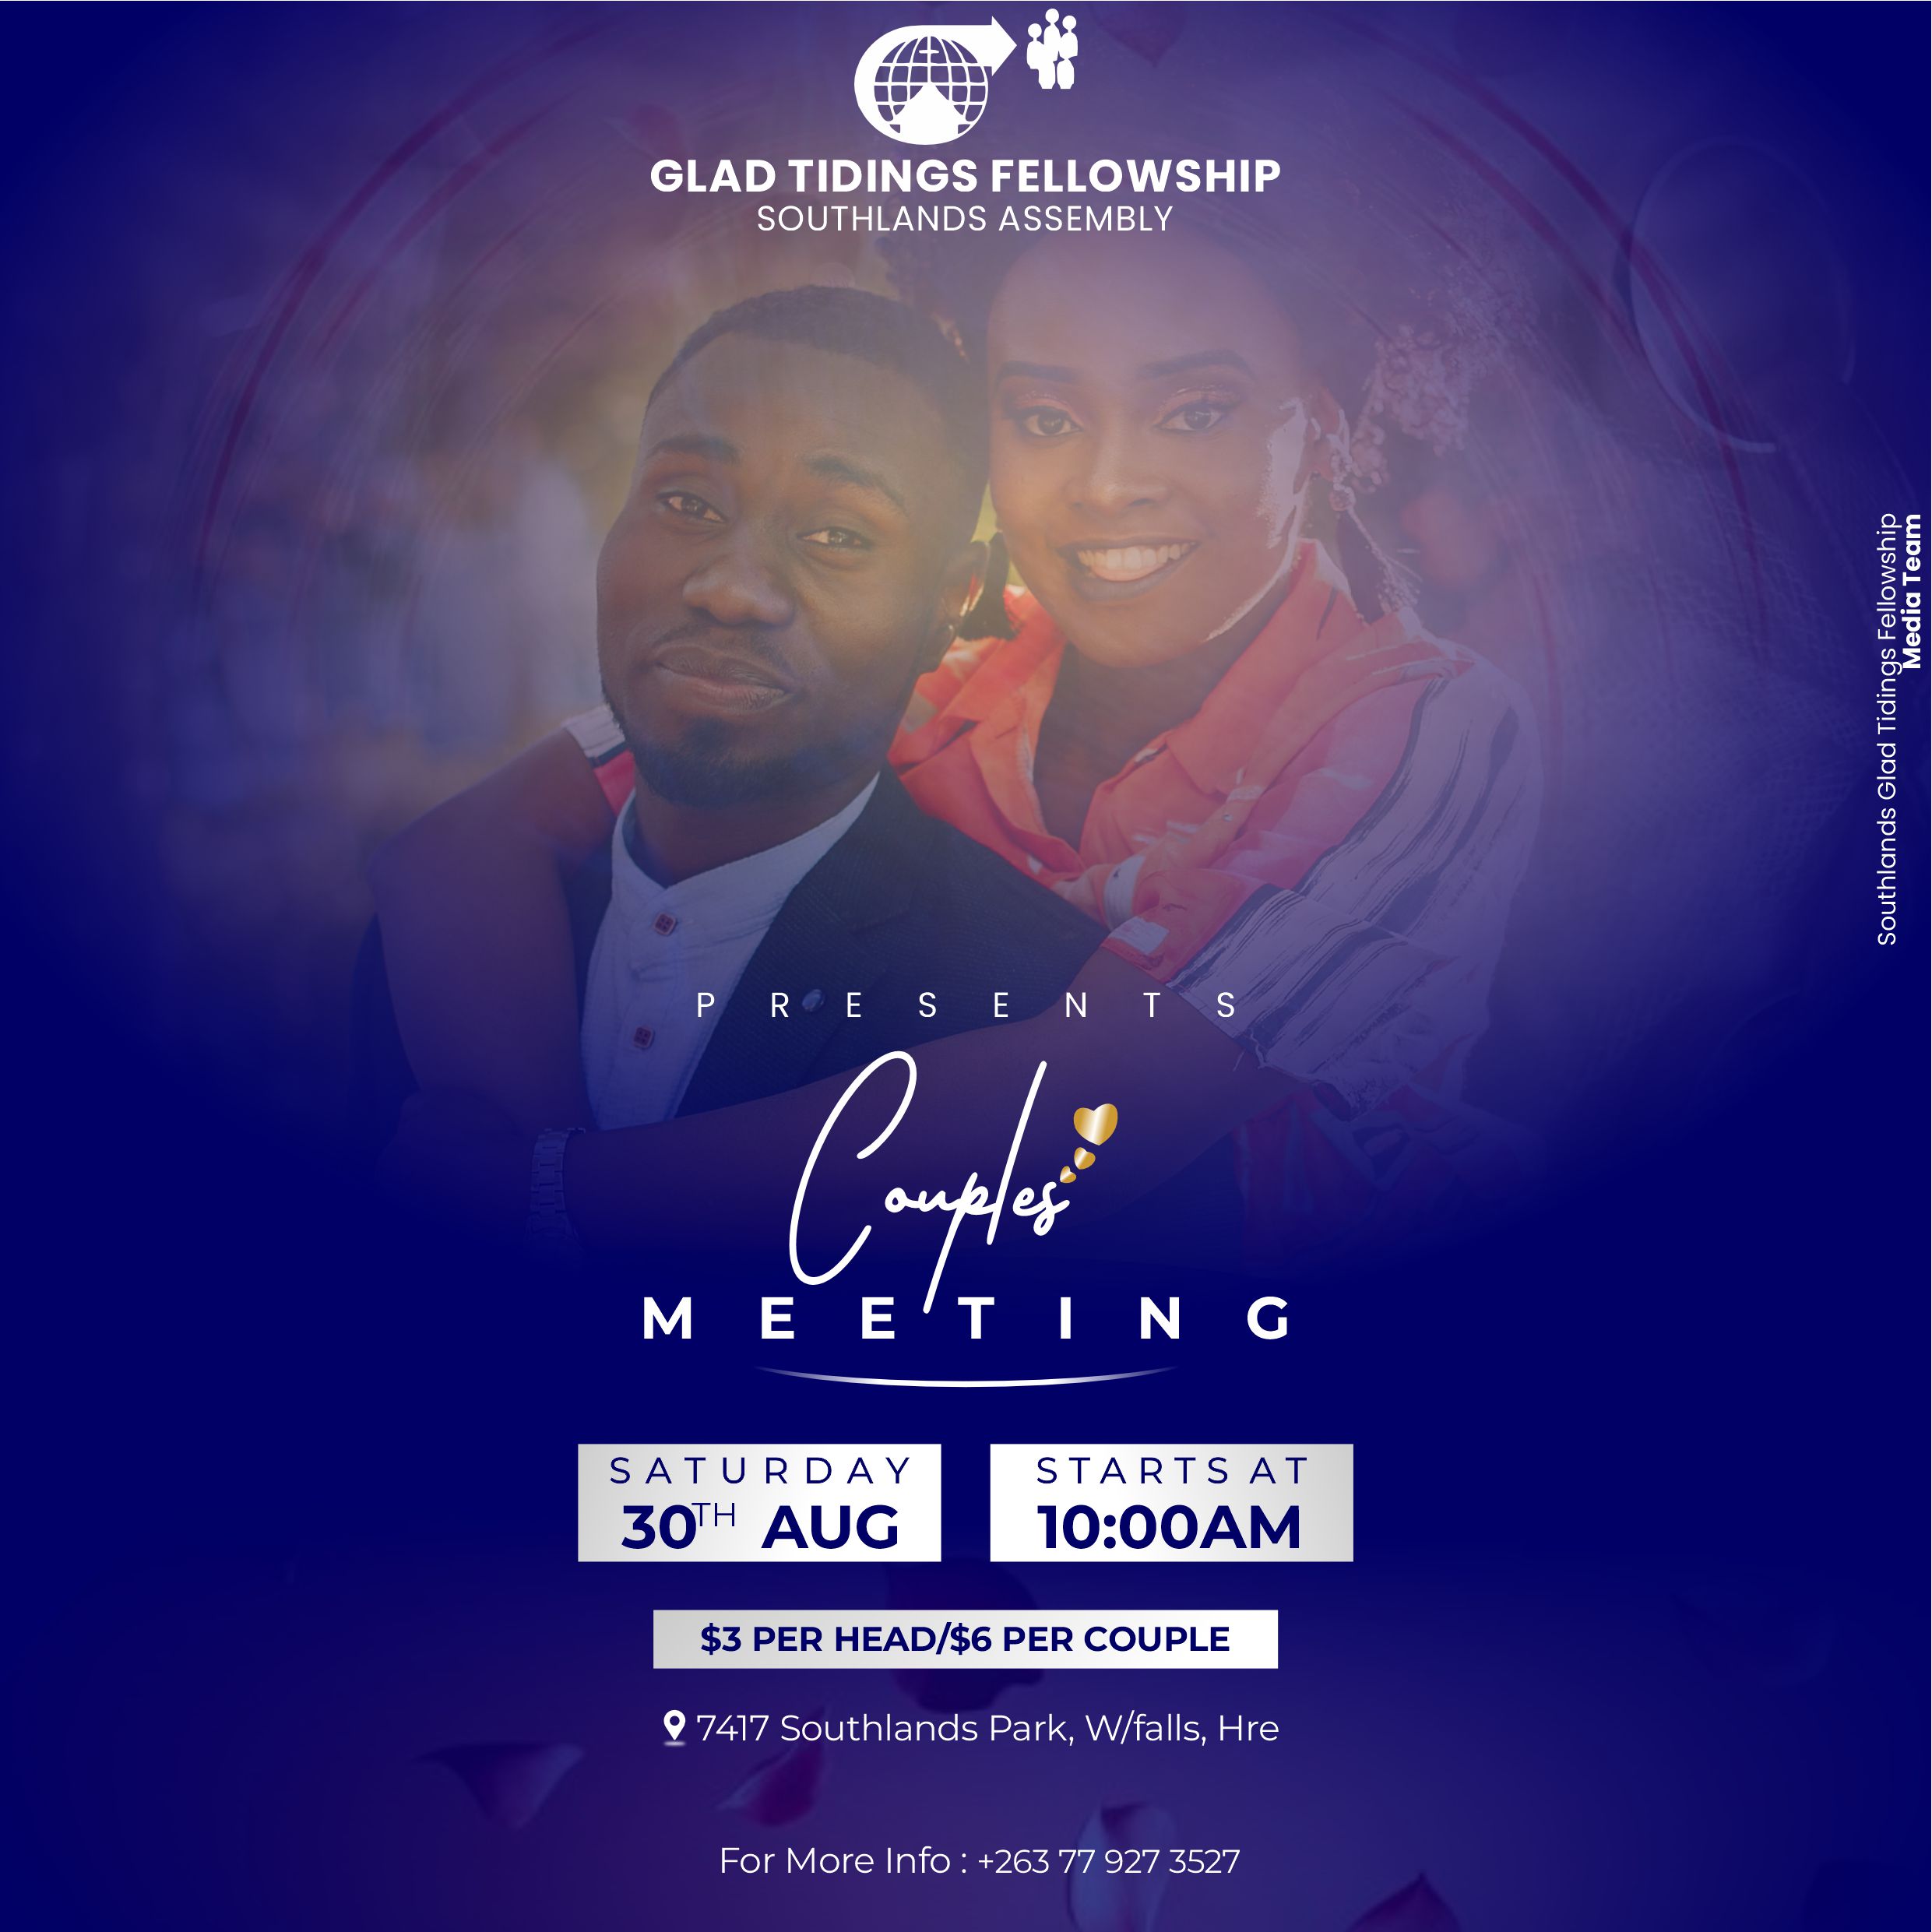 GLAD TIDINGS FELLOWSHIP
SOUTHLANDS ASSEMBLY
Southlands Glad Tidings Fellowship
Media Team
PRESENTS
Couples
MEETING
SATURDAY
30TH AUG
STARTS AT
10:00AM
$3 PER HEAD/$6 PER COUPLE
7417 Southlands Park, W/falls, Hre
For More Info : +263 77 927 3527